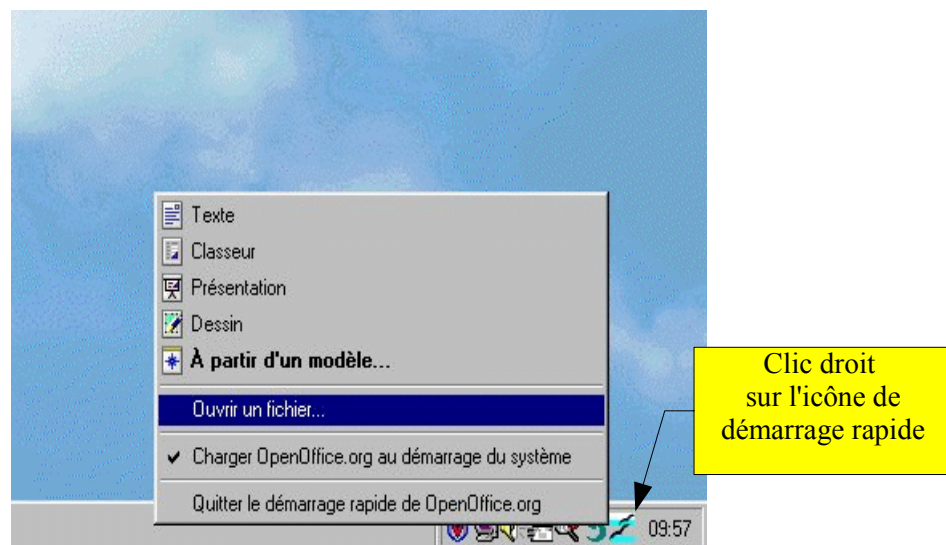 Texte
Classeur
Présentation
Dessin
À partir d'un modèle...
Ouvrir un fichier...
Charger OpenOffice.org au démarrage du système
Quitter le démarrage rapide de OpenOffice.org
Clic droit
sur l'icône de
démarrage rapide
09:57